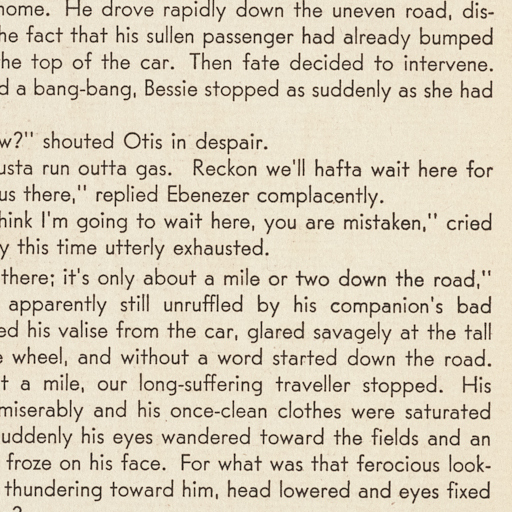 home. He drove rapidly down the uneven road, dis-
he fact that his sullen passenger had already bumped
he top of the car. Then fate decided to intervene.
d a bang-bang, Bessie stopped as suddenly as she had
w?" shouted Otis in despair.
usta run outta gas. Reckon we'll hafta wait here for
us there," replied Ebenezer complacently.
hink I'm going to wait here, you are mistaken," cried
y this time utterly exhausted.
there; it's only about a mile or two down the road,"
apparently still unruffled by his companion's bad
ed his valise from the car, glared savagely at the tall
e wheel, and without a word started down the road.
t a mile, our long-suffering traveller stopped. His
miserably and his once-clean clothes were saturated
uddenly his eyes wandered toward the fields and an
froze on his face. For what was that ferocious look-
thundering toward him, head lowered and eyes fixed